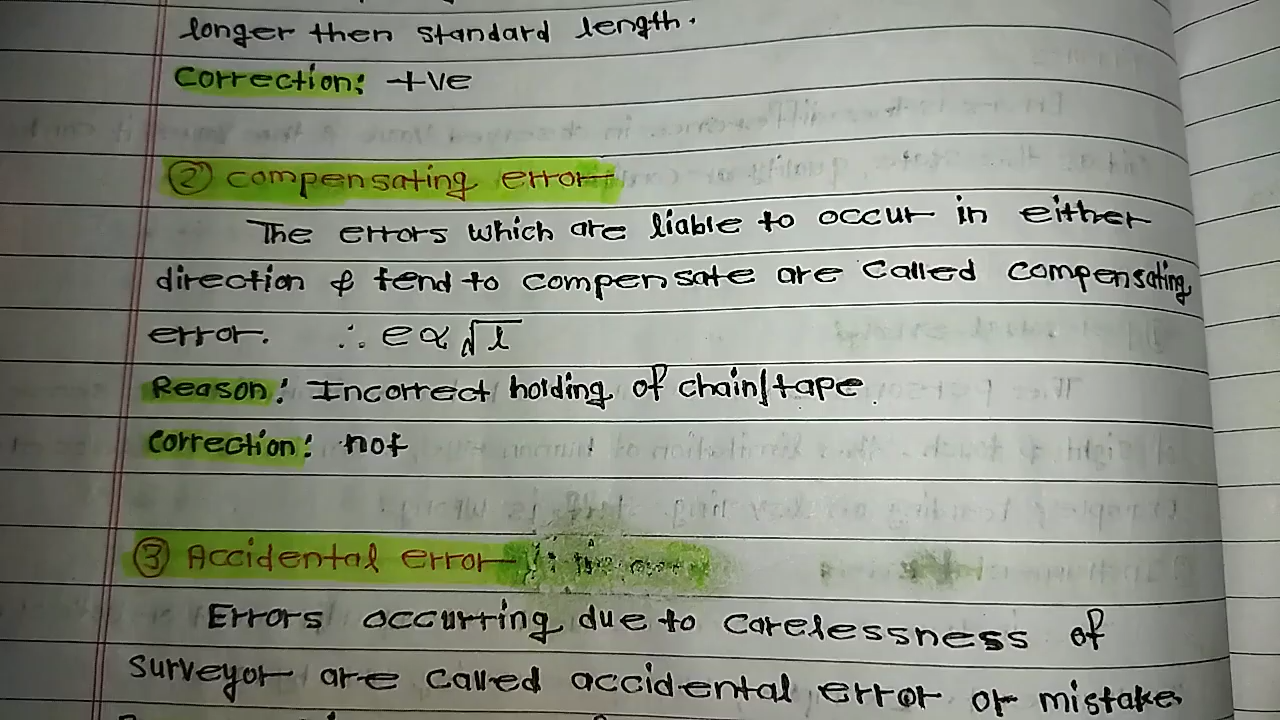 longer then standard length.
Correction: +ve
② Compensating error
The errors which are liable to occur in either
direction & tend to compensate are called compensating
error. ∴ e ∝ √l
Reason: Incorrect holding of chain/tape.
Correction: not
③ Accidental error
Errors occurring due to carelessness of
surveyor are called accidental error or mistake.